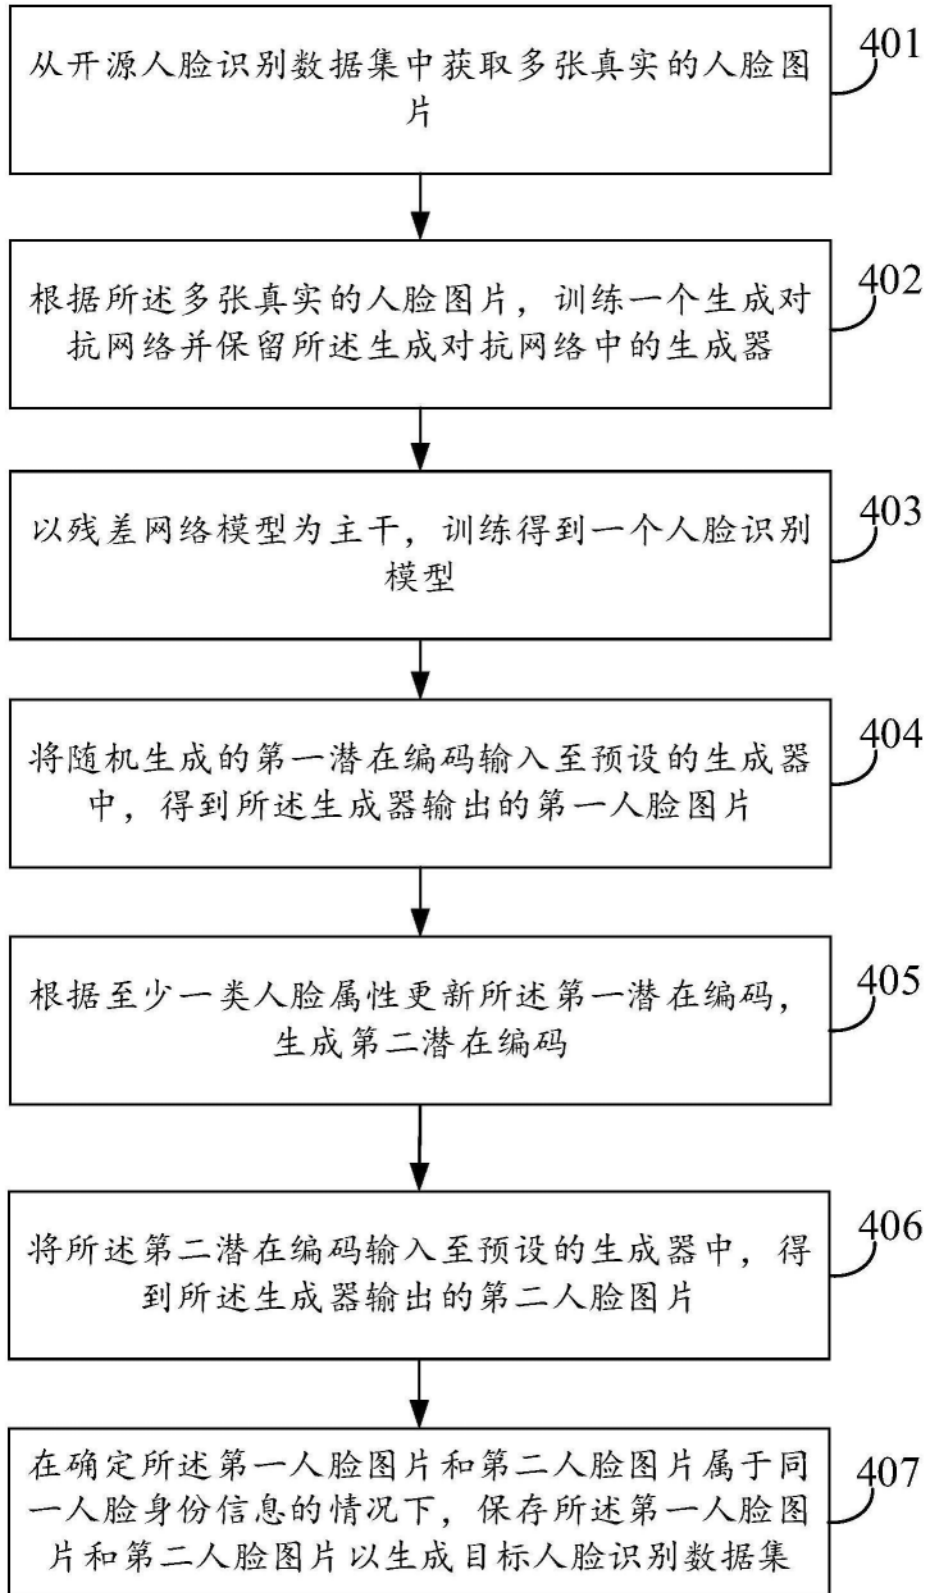 从开源人脸识别数据集中获取多张真实的人脸图
片
401
根据所述多张真实的人脸图片，训练一个生成对
抗网络并保留所述生成对抗网络中的生成器
402
以残差网络模型为主干，训练得到一个人脸识别
模型
403
将随机生成的第一潜在编码输入至预设的生成器
中，得到所述生成器输出的第一人脸图片
404
根据至少一类人脸属性更新所述第一潜在编码，
生成第二潜在编码
405
将所述第二潜在编码输入至预设的生成器中，得
到所述生成器输出的第二人脸图片
406
在确定所述第一人脸图片和第二人脸图片属于同
一人脸身份信息的情况下，保存所述第一人脸图
片和第二人脸图片以生成目标人脸识别数据集
407